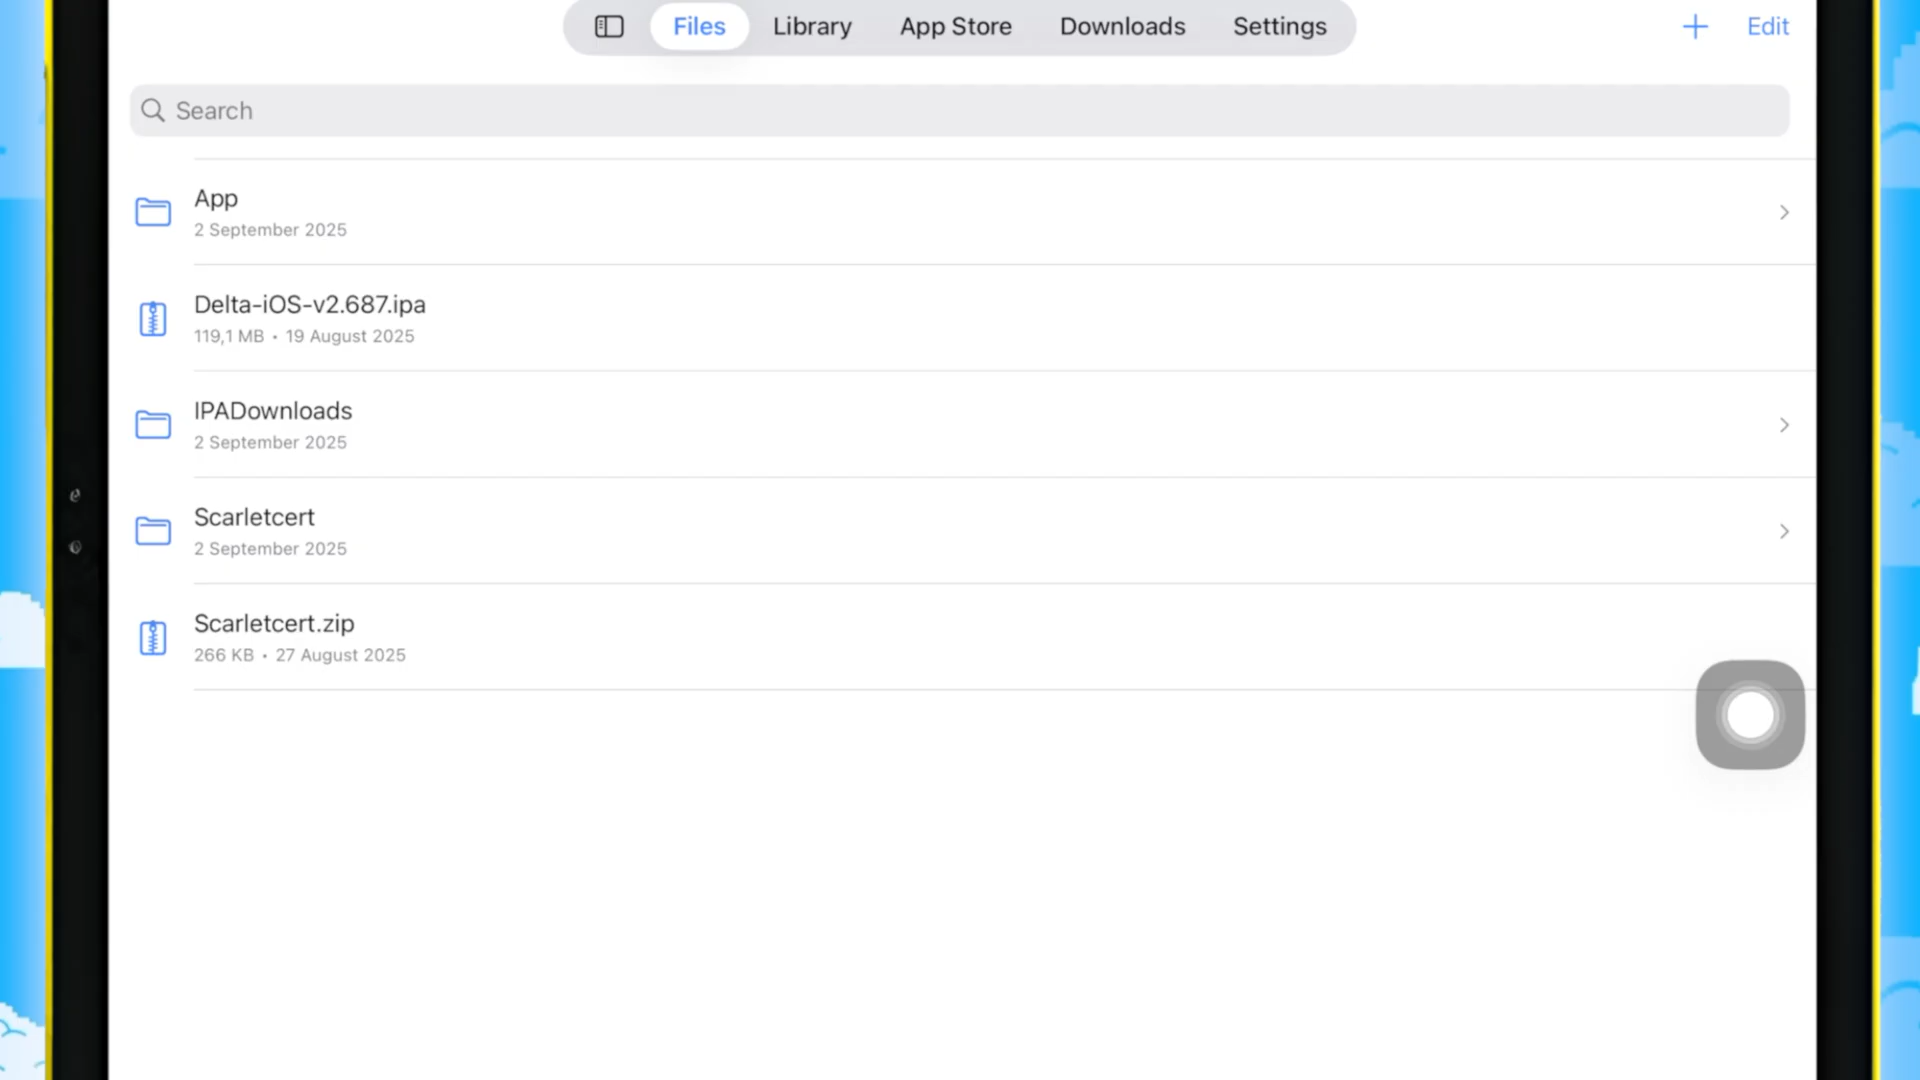 Files Library App Store Downloads Settings
Edit
Search
App
2 September 2025
Delta-iOS-v2.687.ipa
119,1 MB • 19 August 2025
IPADownloads
2 September 2025
Scarletcert
2 September 2025
Scarletcert.zip
266 KB • 27 August 2025